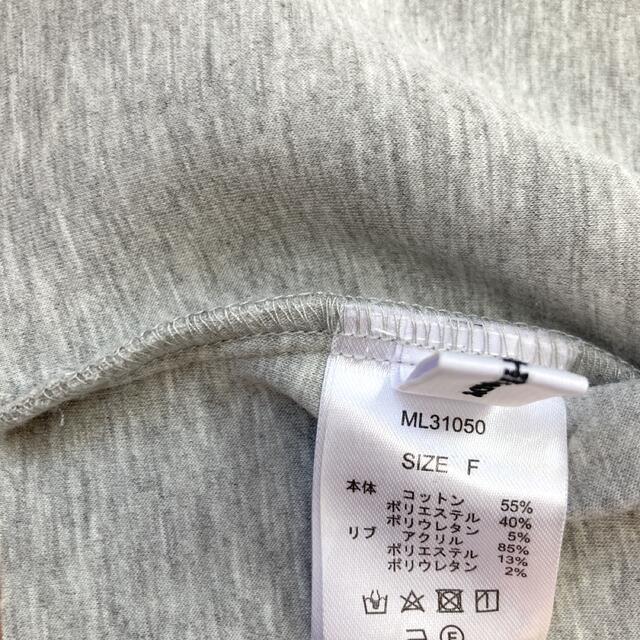 ML31050
SIZE F
本体 コットン 55%
ポリエステル 40%
ポリウレタン 5%
リブ アクリル 85%
ポリエステル 13%
ポリウレタン 2%